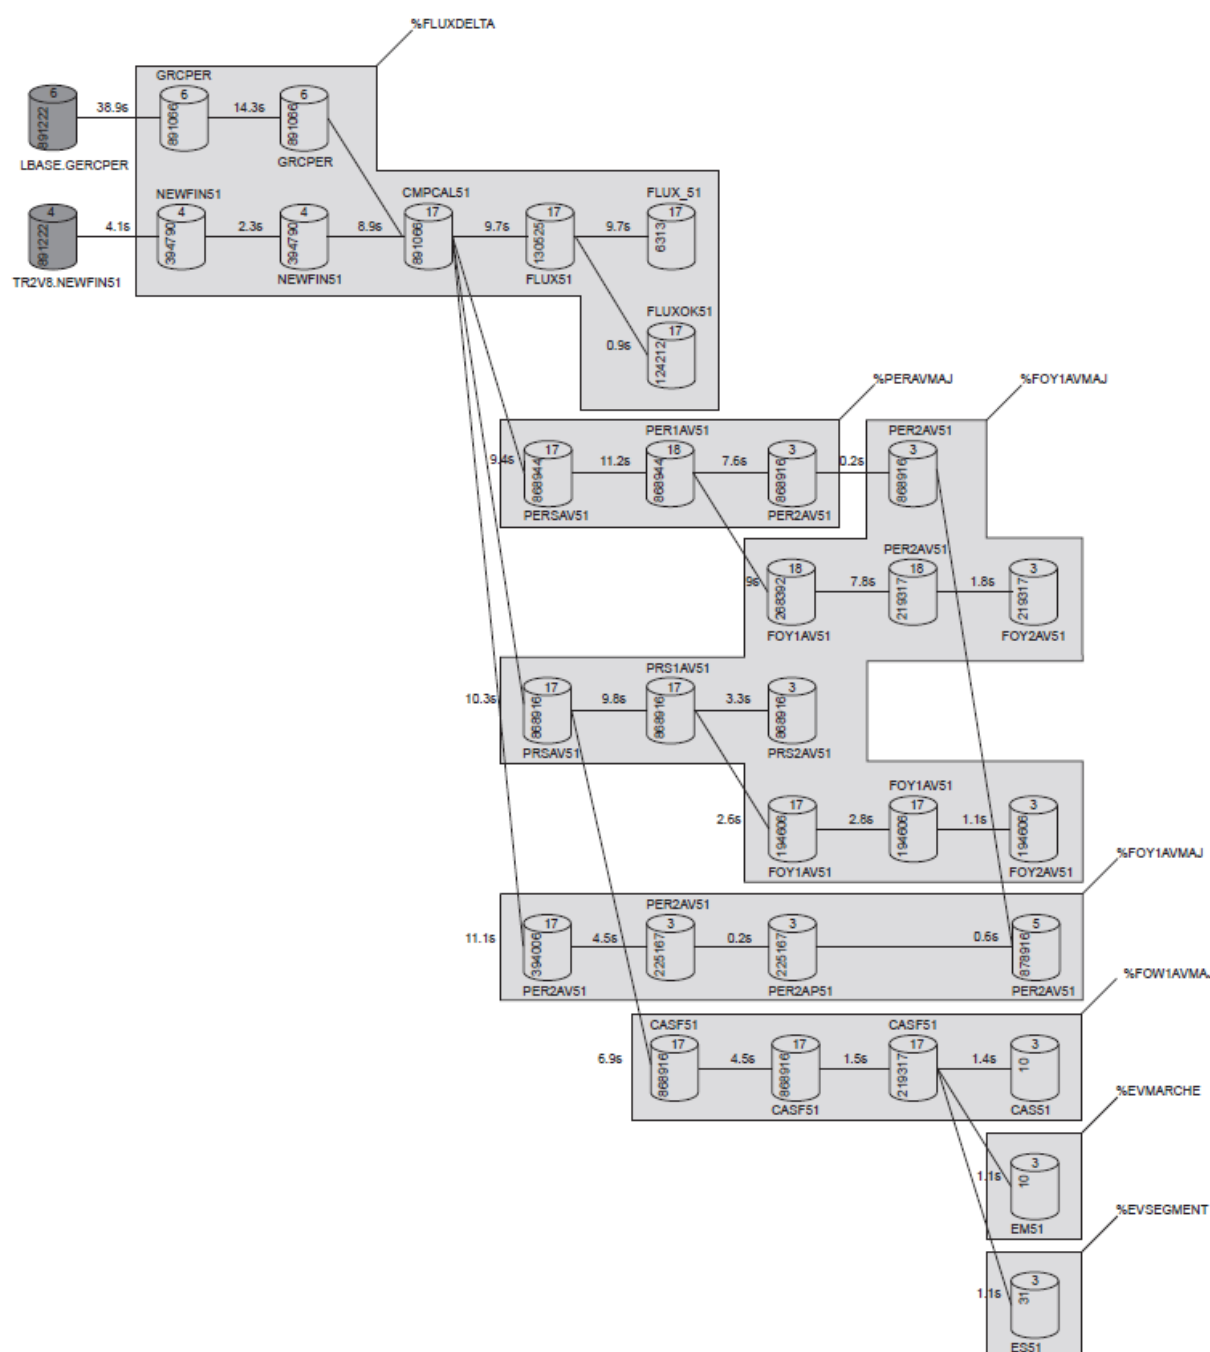 %FLUXDELTA
GRCPER
6 6 6
891222 38.9s 891066 14.3s 891066
LBASE.GERCPER GRCPER
NEWFIN51 CMPCAL51 FLUX_51
4 4 17 17 17
891222 4.1s 394790 2.3s 394790 8.9s 891066 9.7s 130525 9.7s 6313
TR2V8.NEWFIN51 NEWFIN51 FLUX51
FLUXOK51
17
0.9s 124212
%PERAVMAJ %FOY1AVMAJ
PER1AV51 PER2AV51
17 18 3 3
9.4s 868944 11.2s 868944 7.6s 868916 0.2s 868916
PERSAV51 PER2AV51
PER2AV51
18 18 3
9s 268392 7.8s 219317 1.8s 219317
FOY1AV51 FOY2AV51
PRS1AV51
17 17 3
10.3s 868916 9.8s 868916 3.3s 868916
PRSAV51 PRS2AV51
FOY1AV51
17 17 3
2.6s 194606 2.8s 194606 1.1s 194606
FOY1AV51 FOY2AV51
%FOY1AVMAJ
PER2AV51
17 3 3 5
11.1s 394006 4.5s 225167 0.2s 225167 0.6s 878916
PER2AV51 PER2AP51 PER2AV51
%FOW1AVMAJ
CASF51 CASF51
17 17 17 3
6.9s 868916 4.5s 868916 1.5s 219317 1.4s 10
CASF51 CAS51
%EVMARCHE
3
1.1s 10
EM51
%EVSEGMENT
3
1.1s 31
ES51